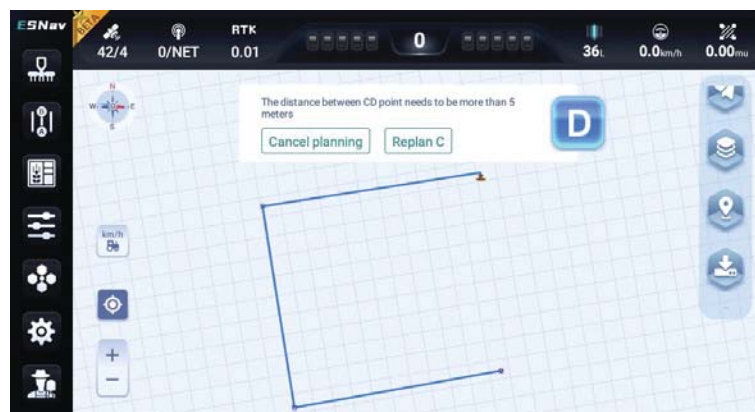 ESNav
BETA
42/4
0/NET
RTK
0.01
0
36L
0.0km/h
0.00mu
N
W
E
S
The distance between CD point needs to be more than 5
meters
Cancel planning
Replan C
D
km/h
+
−